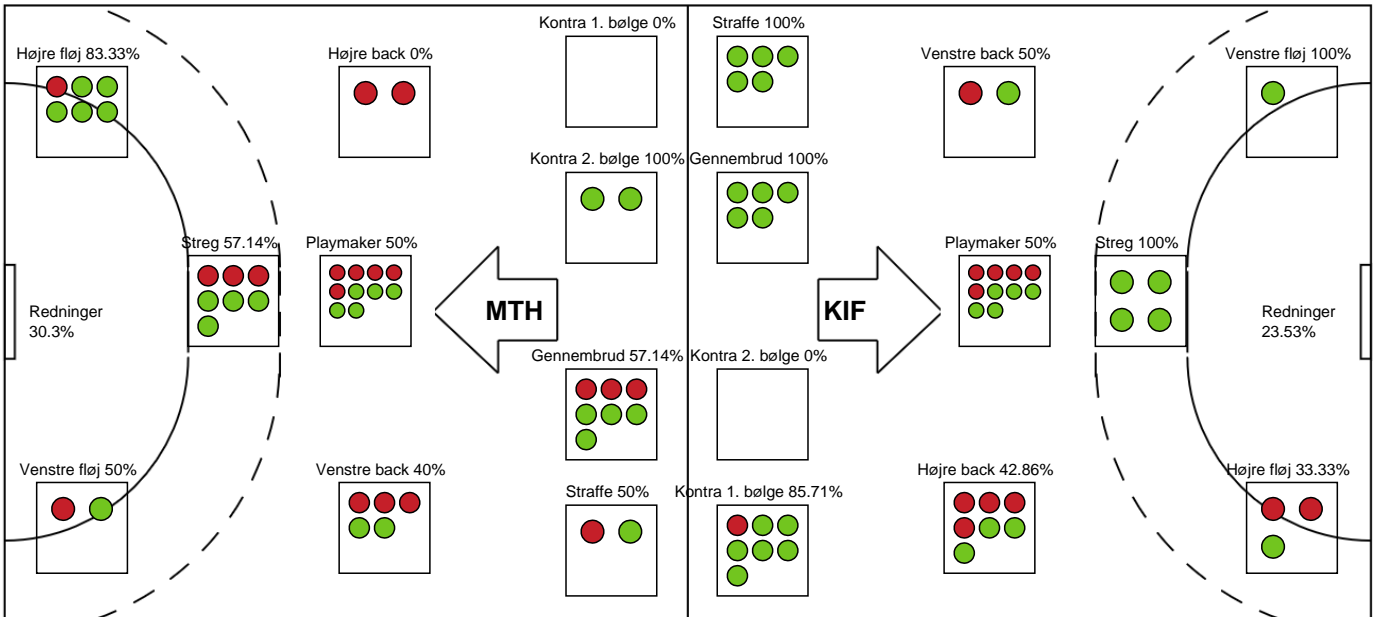 Kontra 1. bølge 0%
Straffe 100%
Højre fløj 83.33%
Højre back 0%
Venstre back 50%
Venstre fløj 100%
Kontra 2. bølge 100%
Gennembrud 100%
Streg 57.14%
Playmaker 50%
Playmaker 50%
Streg 100%
Redninger
30.3%
MTH
KIF
Redninger
23.53%
Gennembrud 57.14%
Kontra 2. bølge 0%
Venstre fløj 50%
Venstre back 40%
Højre back 42.86%
Højre fløj 33.33%
Straffe 50%
Kontra 1. bølge 85.71%